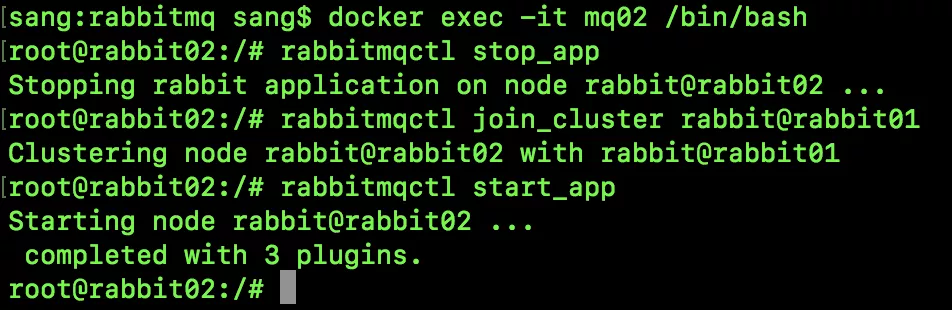 [sang:rabbitmq sang$ docker exec -it mq02 /bin/bash
[root@rabbit02:/# rabbitmqctl stop_app
Stopping rabbit application on node rabbit@rabbit02 ...
[root@rabbit02:/# rabbitmqctl join_cluster rabbit@rabbit01
Clustering node rabbit@rabbit02 with rabbit@rabbit01
[root@rabbit02:/# rabbitmqctl start_app
Starting node rabbit@rabbit02 ...
 completed with 3 plugins.
root@rabbit02:/#